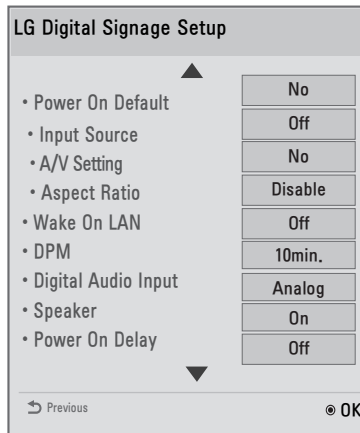 LG Digital Signage Setup
• Power On Default No
• Input Source Off
• A/V Setting No
• Aspect Ratio Disable
• Wake On LAN Off
• DPM 10min.
• Digital Audio Input Analog
• Speaker On
• Power On Delay Off
Previous OK